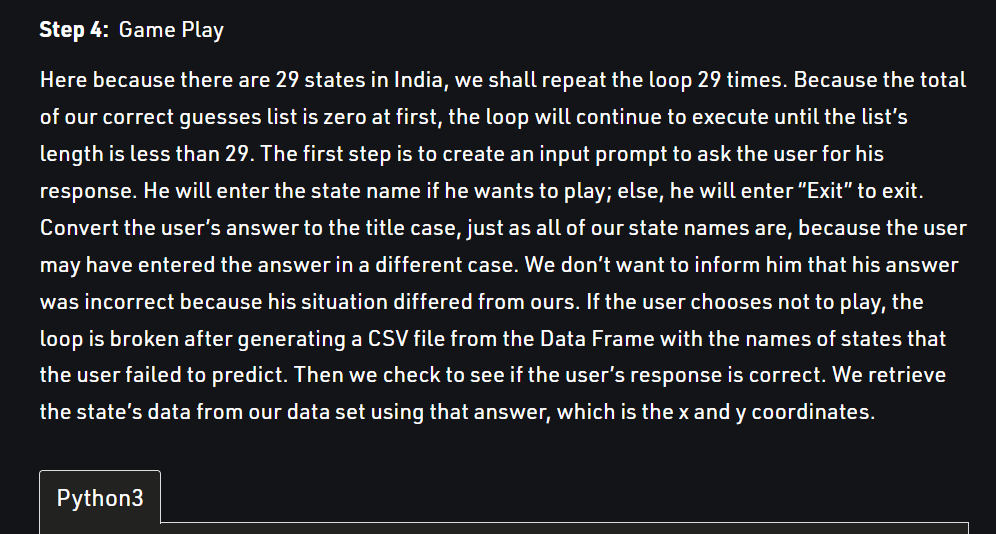 Step 4: Game Play
Here because there are 29 states in India, we shall repeat the loop 29 times. Because the total
of our correct guesses list is zero at first, the loop will continue to execute until the list’s
length is less than 29. The first step is to create an input prompt to ask the user for his
response. He will enter the state name if he wants to play; else, he will enter “Exit” to exit.
Convert the user’s answer to the title case, just as all of our state names are, because the user
may have entered the answer in a different case. We don’t want to inform him that his answer
was incorrect because his situation differed from ours. If the user chooses not to play, the
loop is broken after generating a CSV file from the Data Frame with the names of states that
the user failed to predict. Then we check to see if the user’s response is correct. We retrieve
the state’s data from our data set using that answer, which is the x and y coordinates.
Python3